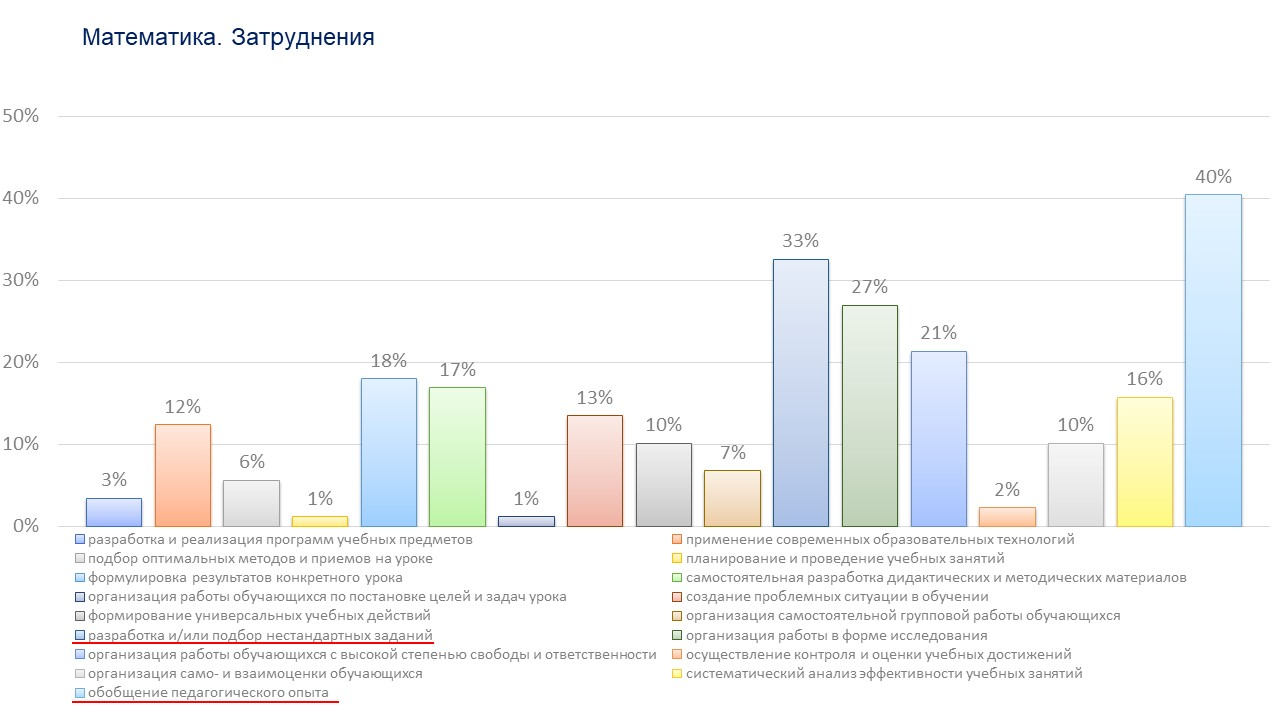 Математика. Затруднения
50%
40%
30%
20%
10%
0%
3%
12%
6%
1%
18%
17%
1%
13%
10%
7%
33%
27%
21%
2%
10%
16%
40%
разработка и реализация программ учебных предметов
применение современных образовательных технологий
подбор оптимальных методов и приемов на уроке
планирование и проведение учебных занятий
формулировка результатов конкретного урока
самостоятельная разработка дидактических и методических материалов
организация работы обучающихся по постановке целей и задач урока
создание проблемных ситуации в обучении
формирование универсальных учебных действий
организация самостоятельной групповой работы обучающихся
разработка и/или подбор нестандартных заданий
организация работы в форме исследования
организация работы обучающихся с высокой степенью свободы и ответственности
осуществление контроля и оценки учебных достижений
организация само- и взаимоценки обучающихся
систематический анализ эффективности учебных занятий
обобщение педагогического опыта